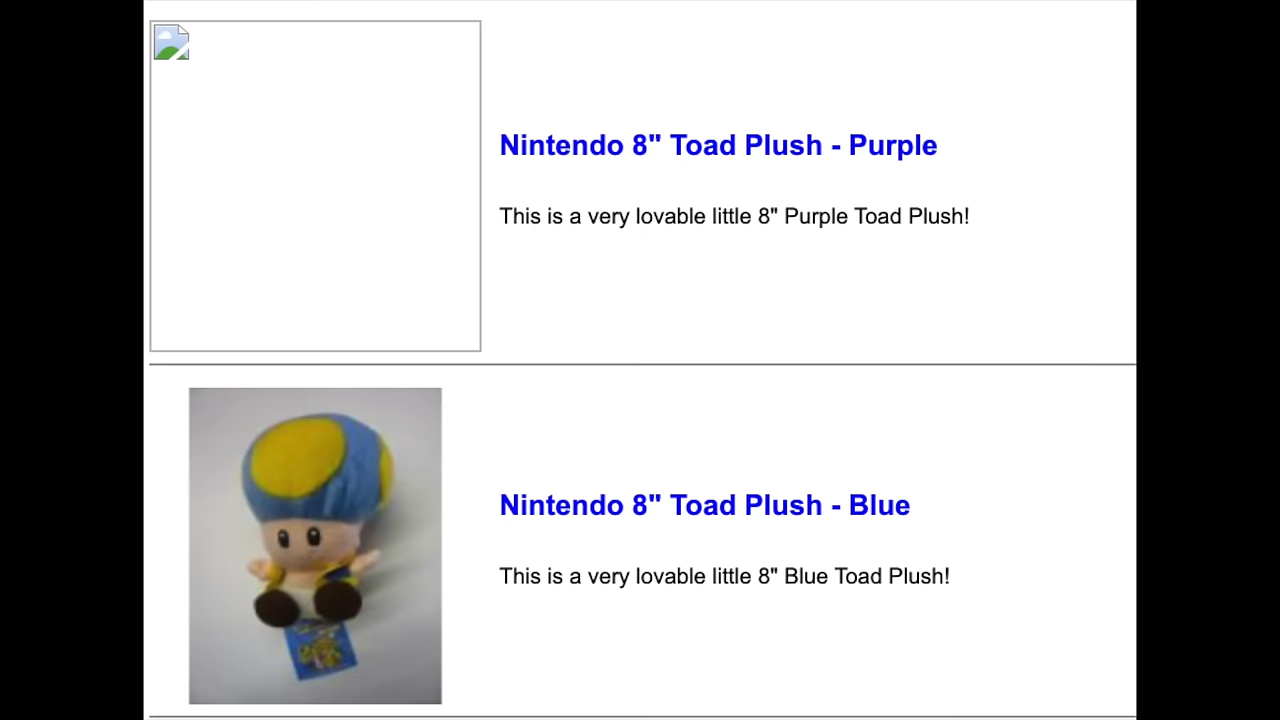 Nintendo 8" Toad Plush - Purple
This is a very lovable little 8" Purple Toad Plush!
Nintendo 8" Toad Plush - Blue
This is a very lovable little 8" Blue Toad Plush!